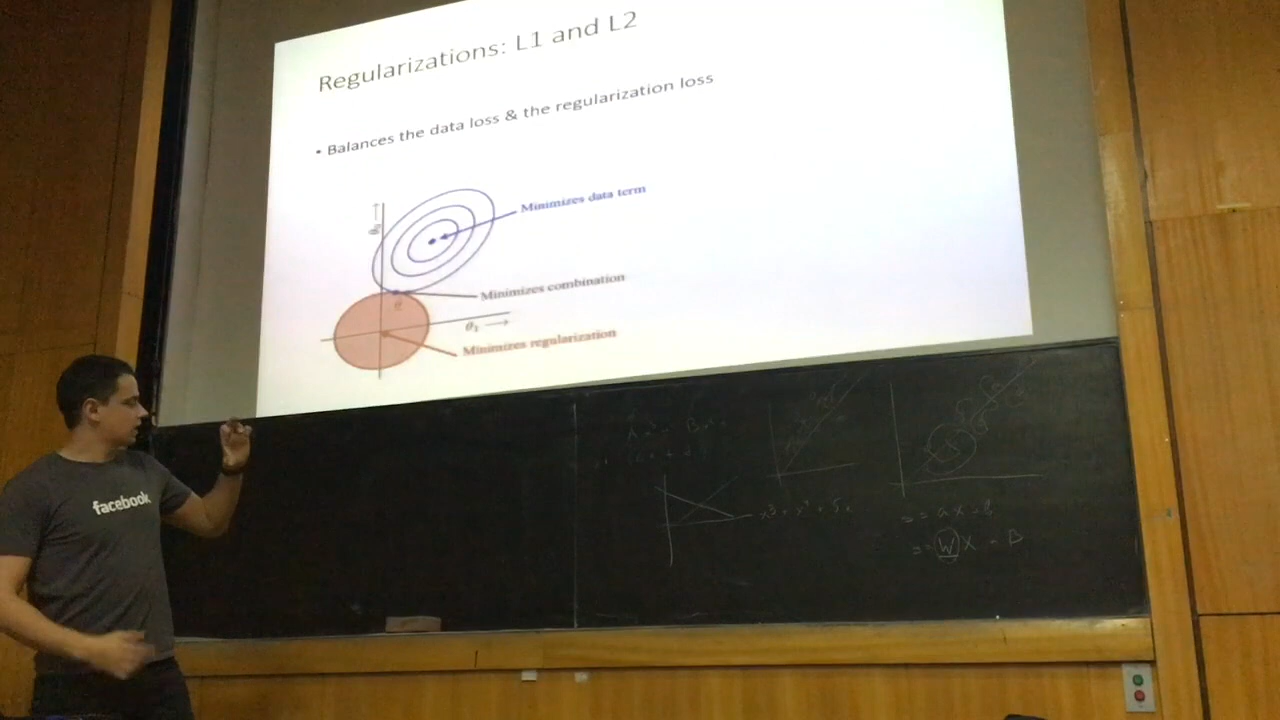 Regularizations: L1 and L2
• Balances the data loss & the regularization loss
Minimizes data term
Minimizes combination
θ₁ →
Minimizes regularization
facebook
= W X